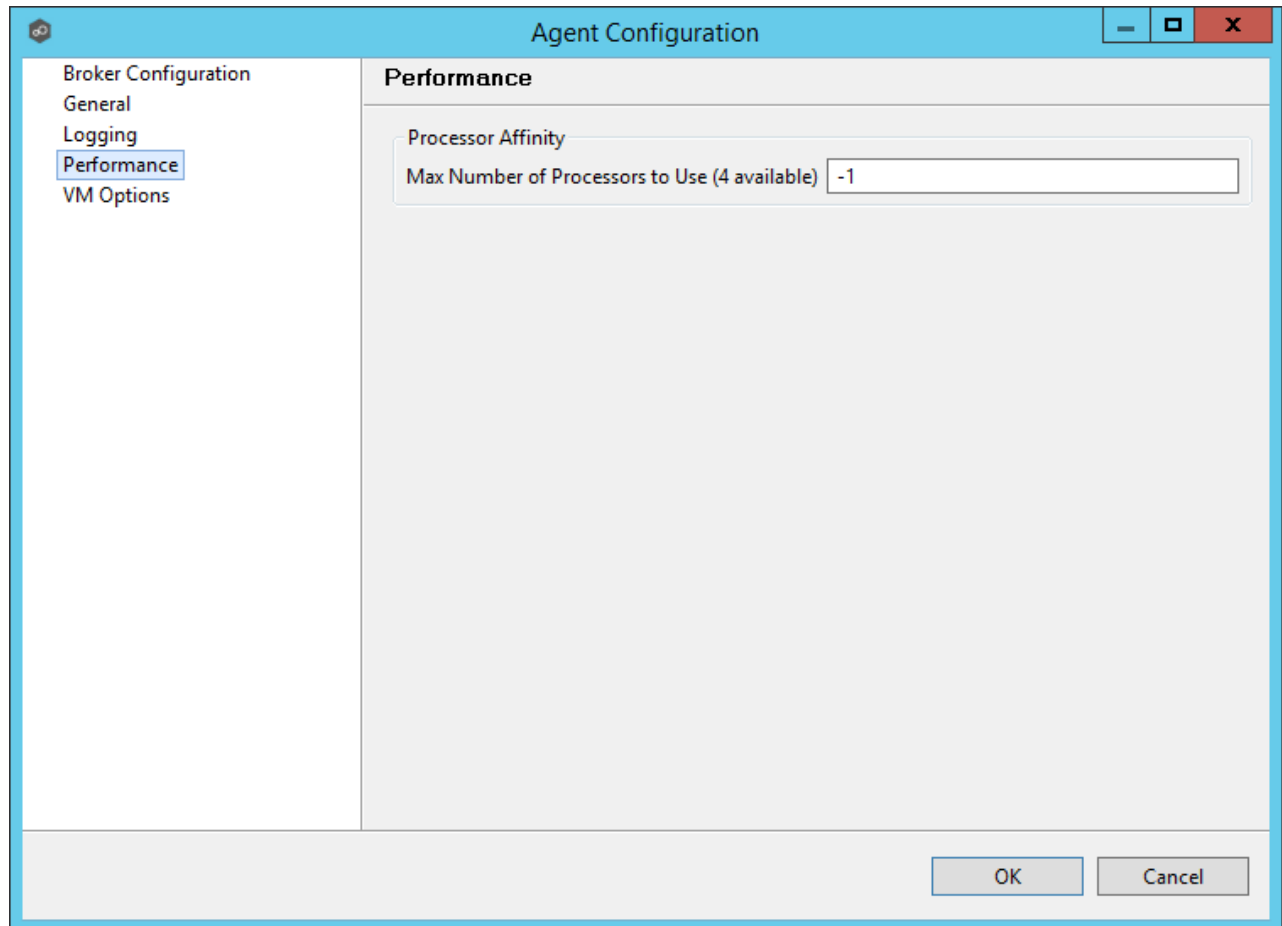 Agent Configuration
Broker Configuration
General
Logging
Performance
VM Options
Performance
Processor Affinity
Max Number of Processors to Use (4 available) -1
OK Cancel